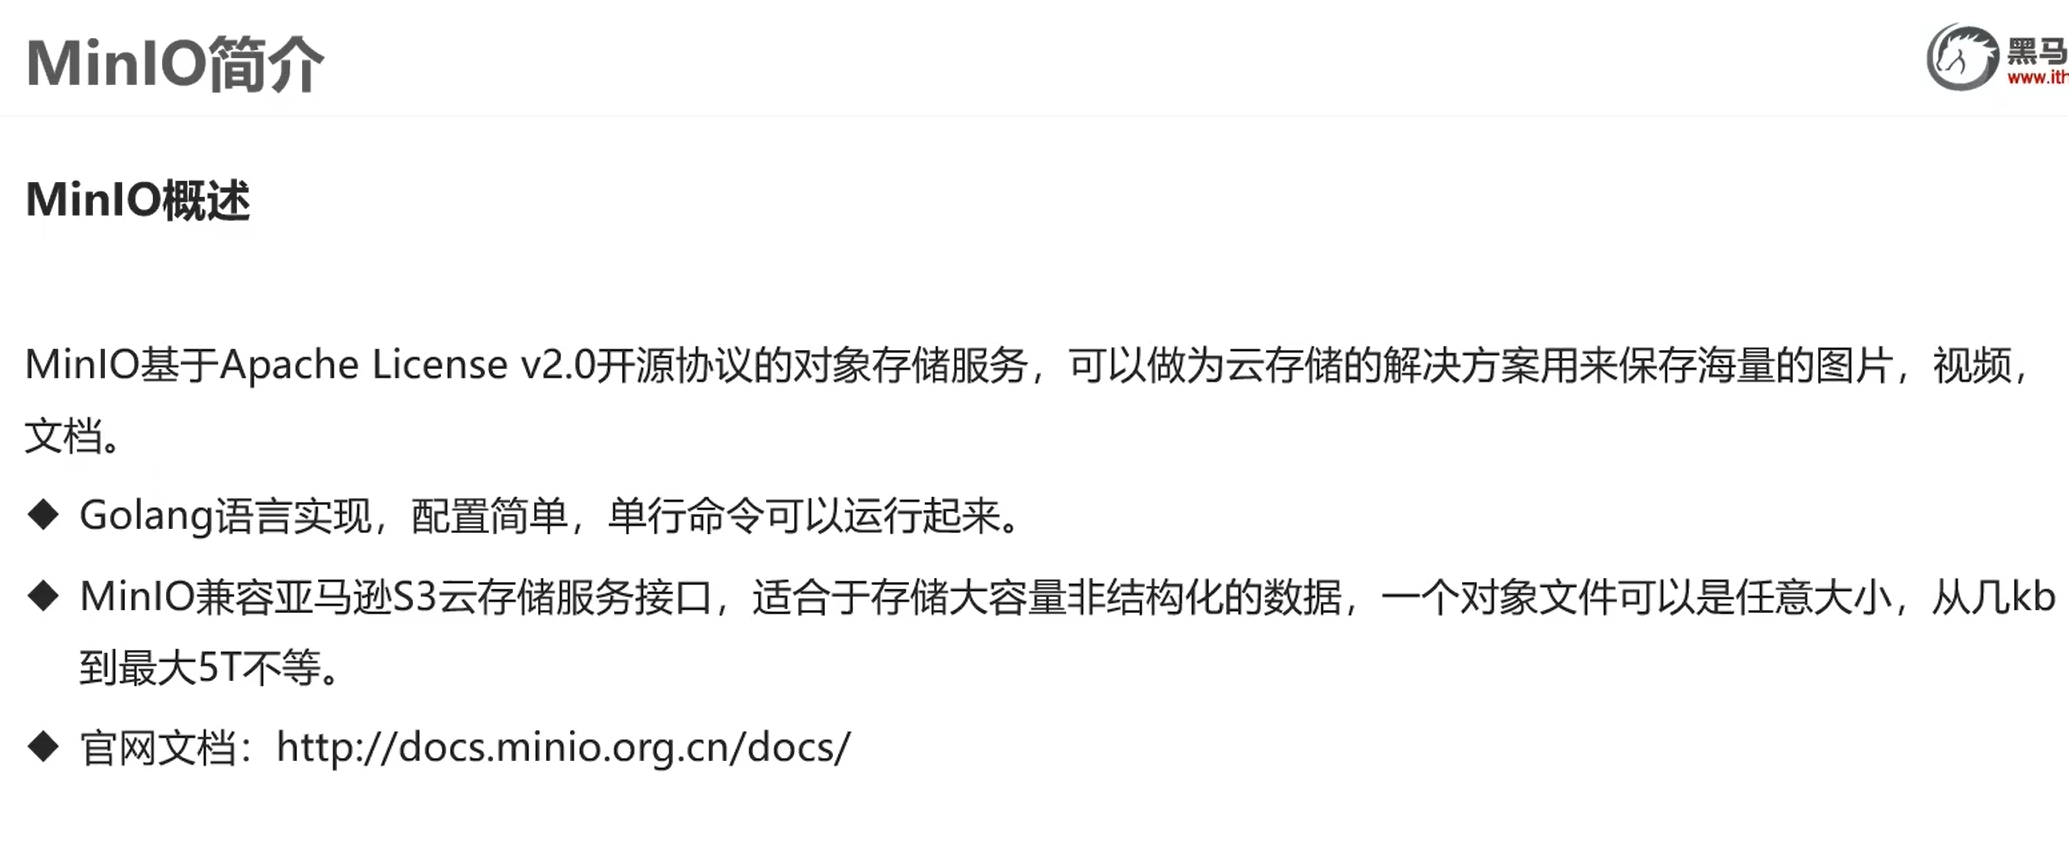 MinIO简介
黑马
www.ith
MinIO概述
MinIO基于Apache License v2.0开源协议的对象存储服务，可以做为云存储的解决方案用来保存海量的图片，视频，
文档。
◆ Golang语言实现，配置简单，单行命令可以运行起来。
◆ MinIO兼容亚马逊S3云存储服务接口，适合于存储大容量非结构化的数据，一个对象文件可以是任意大小，从几kb
到最大5T不等。
◆ 官网文档：http://docs.minio.org.cn/docs/